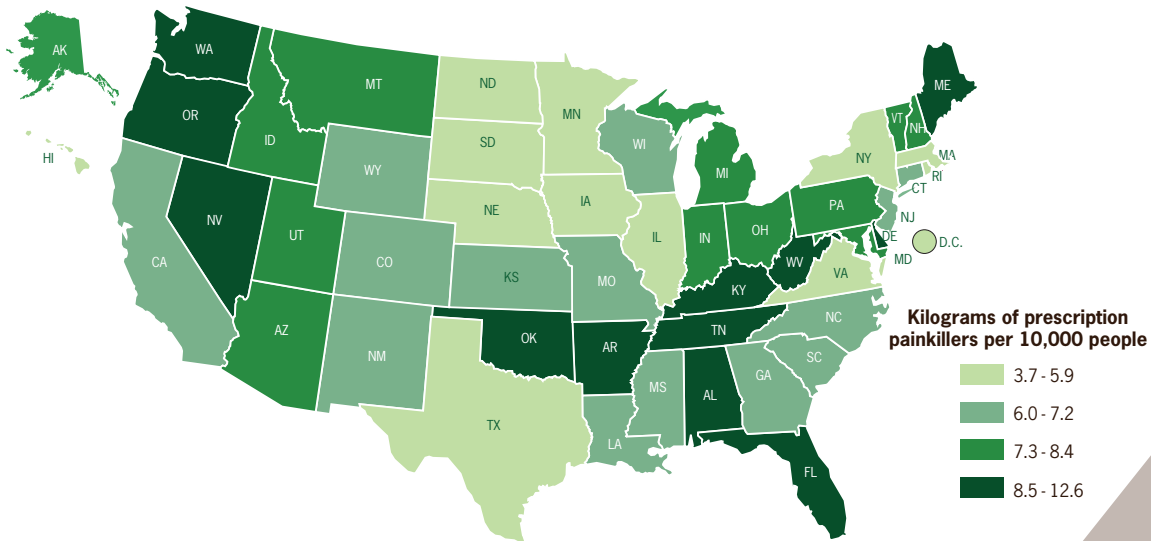 AK
WA
ME
MT
ND
VT
MN
OR
NH
ID
SD
WI
NY
MA
HI
WY
MI
RI
CT
IA
PA
NE
NJ
NV
OH
UT
IL
IN
DE
D.C.
CA
CO
WV
MD
VA
KS
MO
KY
NC
Kilograms of prescription
painkillers per 10,000 people
AZ
TN
OK
NM
AR
SC
GA
3.7 - 5.9
MS
AL
6.0 - 7.2
TX
LA
7.3 - 8.4
FL
8.5 - 12.6